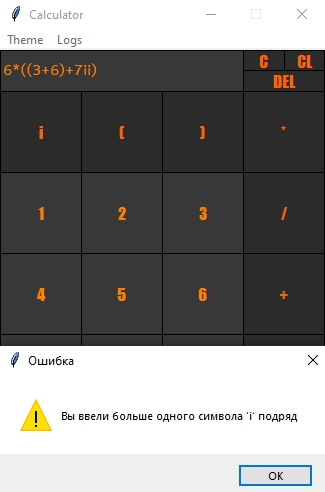 Calculator
Theme Logs
6*((3+6)+7ii)
C CL
DEL
i ( ) *
1 2 3 /
4 5 6 +
Ошибка
Вы ввели больше одного символа 'i' подряд
OK